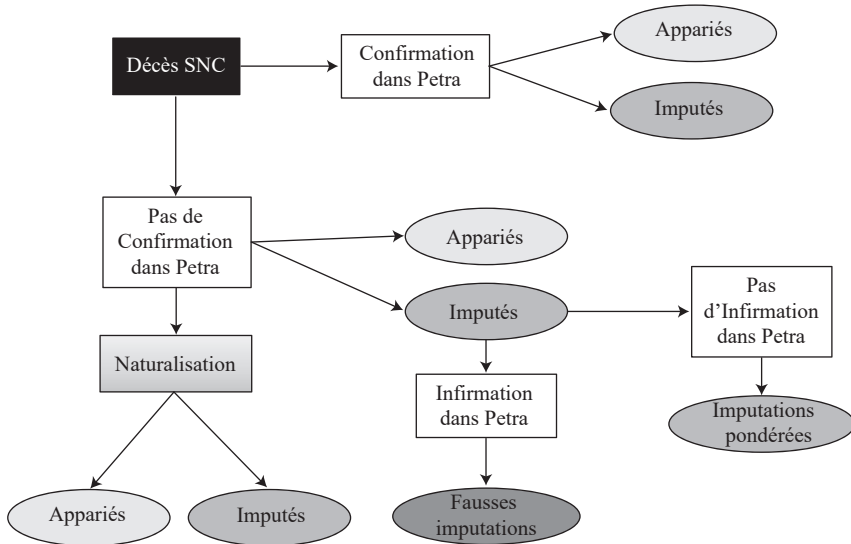 Décès SNC
Confirmation
dans Petra
Appariés
Imputés
Pas de
Confirmation
dans Petra
Appariés
Imputés
Pas
d’Infirmation
dans Petra
Naturalisation
Infirmation
dans Petra
Imputations
pondérées
Appariés
Imputés
Fausses
imputations